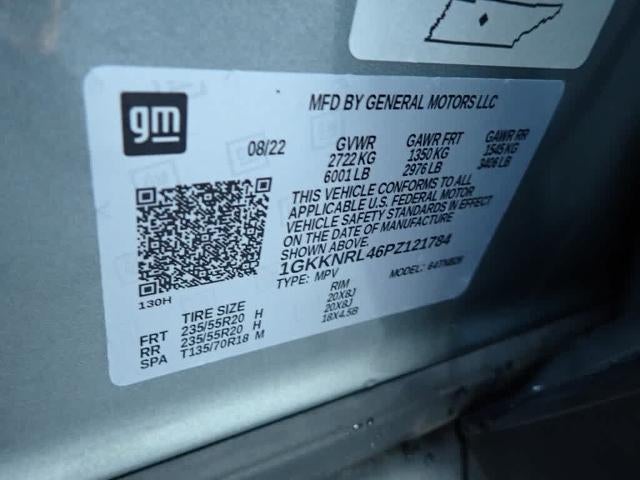 gm
MFD BY GENERAL MOTORS LLC
08/22 GVWR GAWR FRT GAWR RR
2722 KG 1350 KG 1545 KG
6001 LB 2976 LB 3406 LB
THIS VEHICLE CONFORMS TO ALL
APPLICABLE U.S. FEDERAL MOTOR
VEHICLE SAFETY STANDARDS IN EFFECT
ON THE DATE OF MANUFACTURE
SHOWN ABOVE.
1GKKNRL46PZ121784
TYPE: MPV MODEL: 64TNB26
130H
TIRE SIZE RIM
FRT 235/55R20 H 20X8J
RR 235/55R20 H 20X8J
SPA T135/70R18 M 18X4.5B